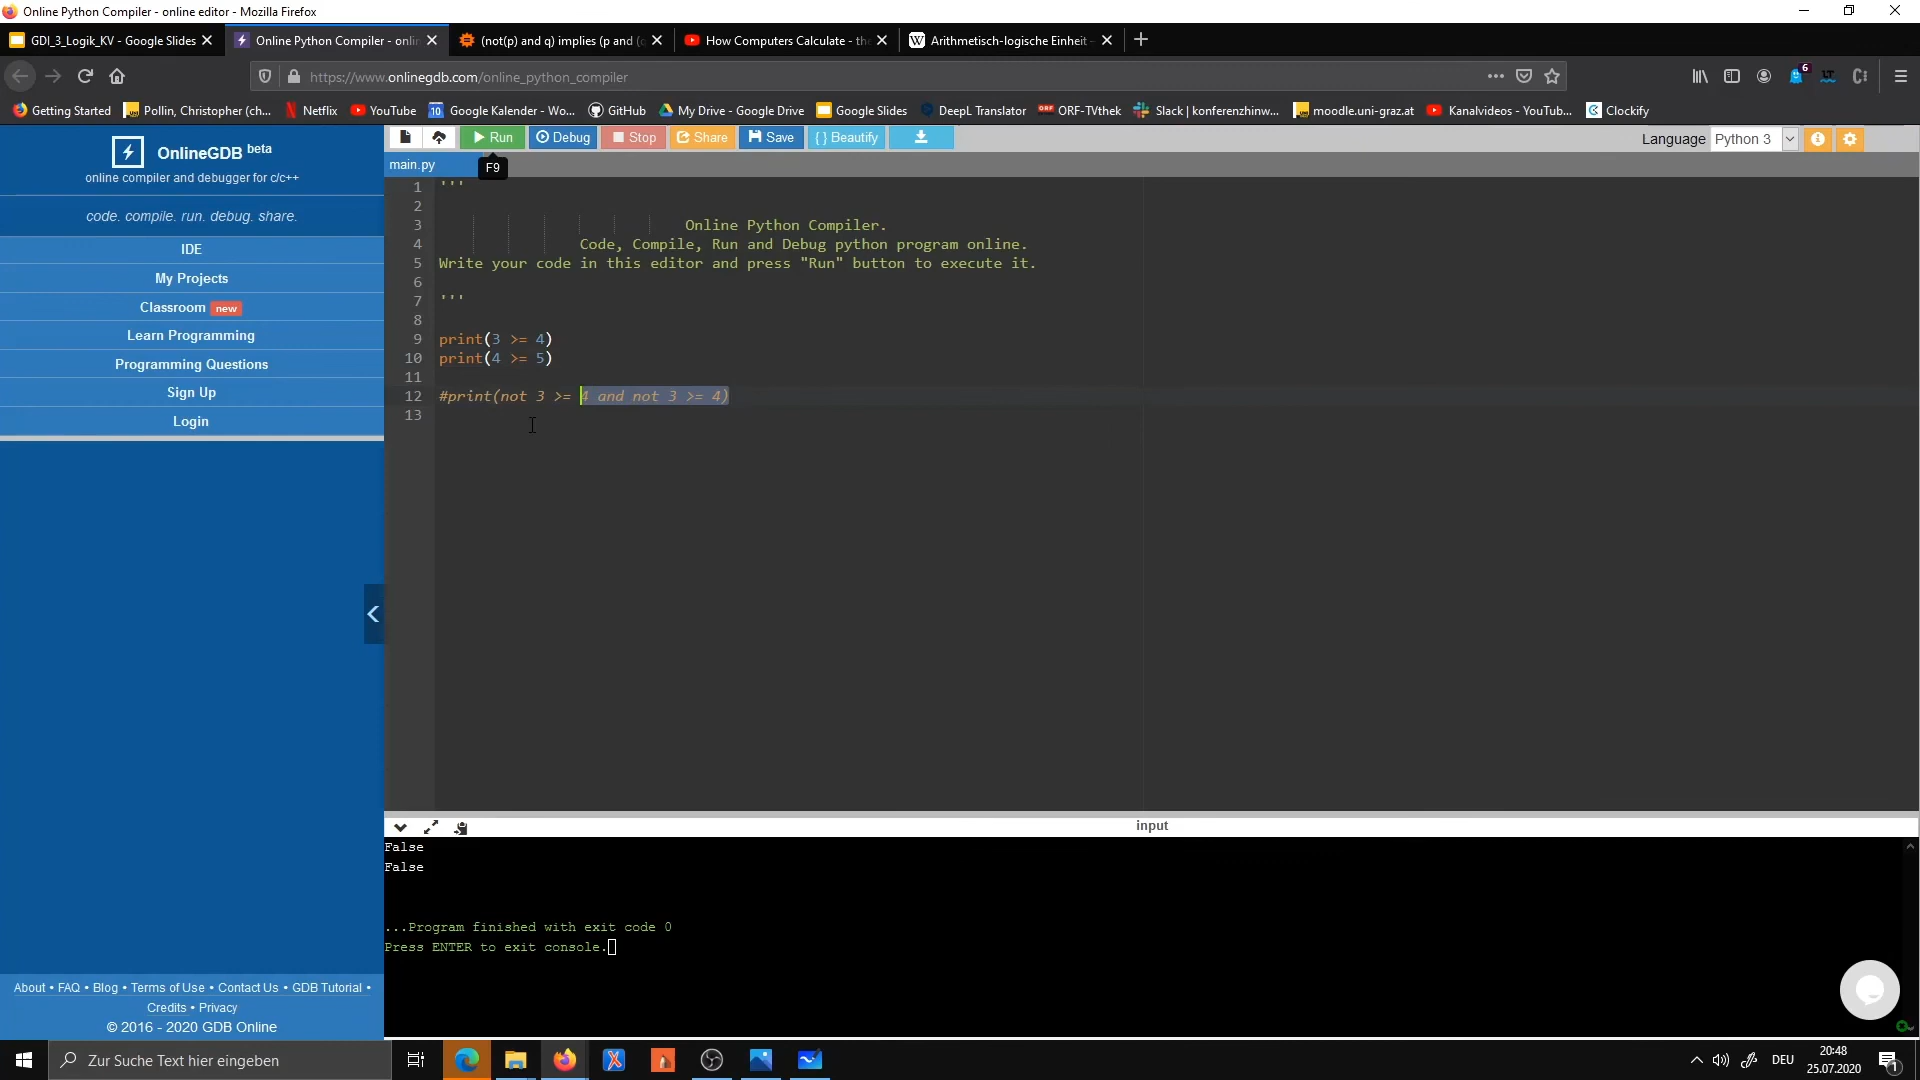 Online Python Compiler - online editor - Mozilla Firefox
GDI_3_Logik_KV - Google Slides
Online Python Compiler - onlin
(not(p) and q) implies (p and (
How Computers Calculate - the
W Arithmetisch-logische Einheit -
https://www.onlinegdb.com/online_python_compiler
6
Getting Started
Pollin, Christopher (ch...
Netflix
YouTube
10 Google Kalender - Wo...
GitHub
My Drive - Google Drive
Google Slides
DeepL Translator
ORF ORF-TVthek
Slack | konferenzhinw...
moodle.uni-graz.at
Kanalvideos - YouTub...
Clockify
OnlineGDB beta
online compiler and debugger for c/c++
code. compile. run. debug. share.
IDE
My Projects
Classroom new
Learn Programming
Programming Questions
Sign Up
Login
About • FAQ • Blog • Terms of Use • Contact Us • GDB Tutorial •
Credits • Privacy
© 2016 - 2020 GDB Online
Run
Debug
Stop
Share
Save
{ } Beautify
Language Python 3
main.py
F9
1 '''
2
3 Online Python Compiler.
4 Code, Compile, Run and Debug python program online.
5 Write your code in this editor and press "Run" button to execute it.
6
7 '''
8
9 print(3 >= 4)
10 print(4 >= 5)
11
12 #print(not 3 >= 4 and not 3 >= 4)
13
input
False
False
...Program finished with exit code 0
Press ENTER to exit console.
Zur Suche Text hier eingeben
DEU
20:48
25.07.2020
1